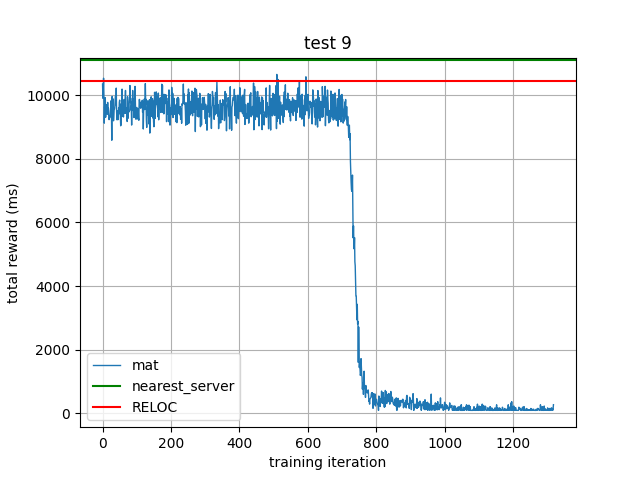 test 9
total reward (ms)
10000
8000
6000
4000
2000
0
mat
nearest_server
RELOC
0 200 400 600 800 1000 1200
training iteration